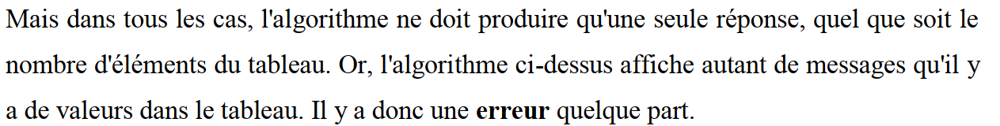 Mais dans tous les cas, l'algorithme ne doit produire qu'une seule réponse, quel que soit le
nombre d'éléments du tableau. Or, l'algorithme ci-dessus affiche autant de messages qu'il y
a de valeurs dans le tableau. Il y a donc une erreur quelque part.